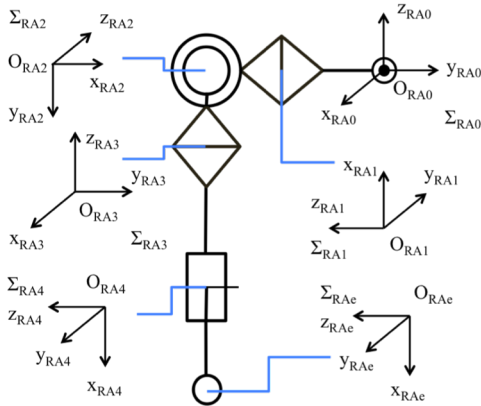 Σ_RA2
z_RA2
O_RA2
x_RA2
y_RA2
z_RA0
y_RA0
O_RA0
x_RA0
Σ_RA0
z_RA3
y_RA3
O_RA3
x_RA3
Σ_RA3
x_RA1
y_RA1
z_RA1
Σ_RA1
O_RA1
Σ_RA4
O_RA4
z_RA4
y_RA4
x_RA4
Σ_RAe
O_RAe
z_RAe
y_RAe
x_RAe